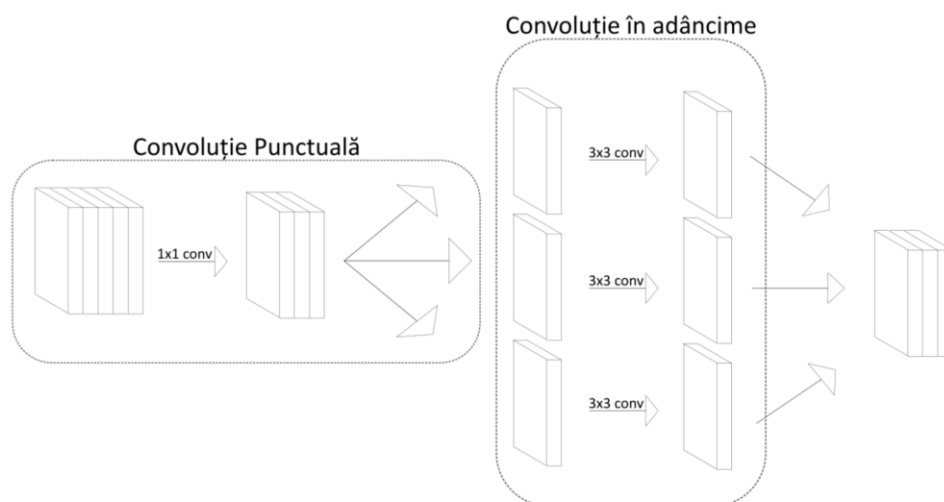 Convoluție în adâncime
Convoluție Punctuală
1x1 conv
3x3 conv
3x3 conv
3x3 conv